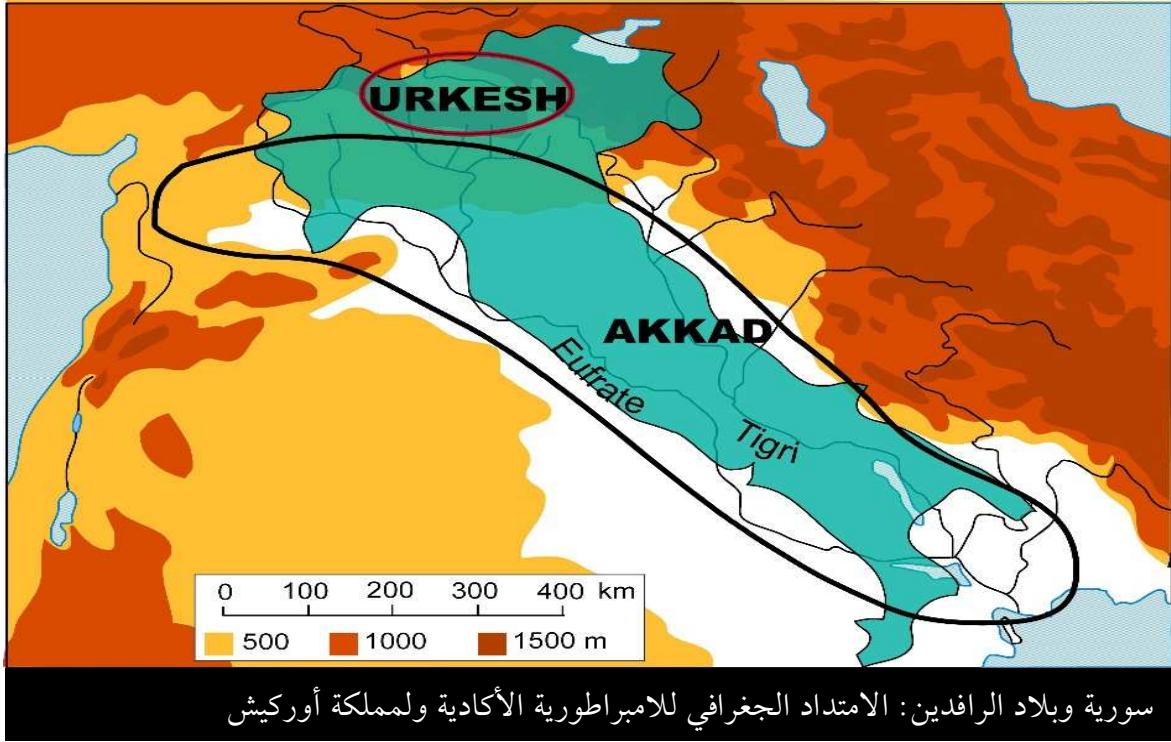 URKESH
AKKAD
Eufrate
Tigri
0 100 200 300 400 km
500 1000 1500 m
سورية وبلاد الرافدين: الامتداد الجغرافي للامبراطورية الأكادية ولمملكة أوركيش